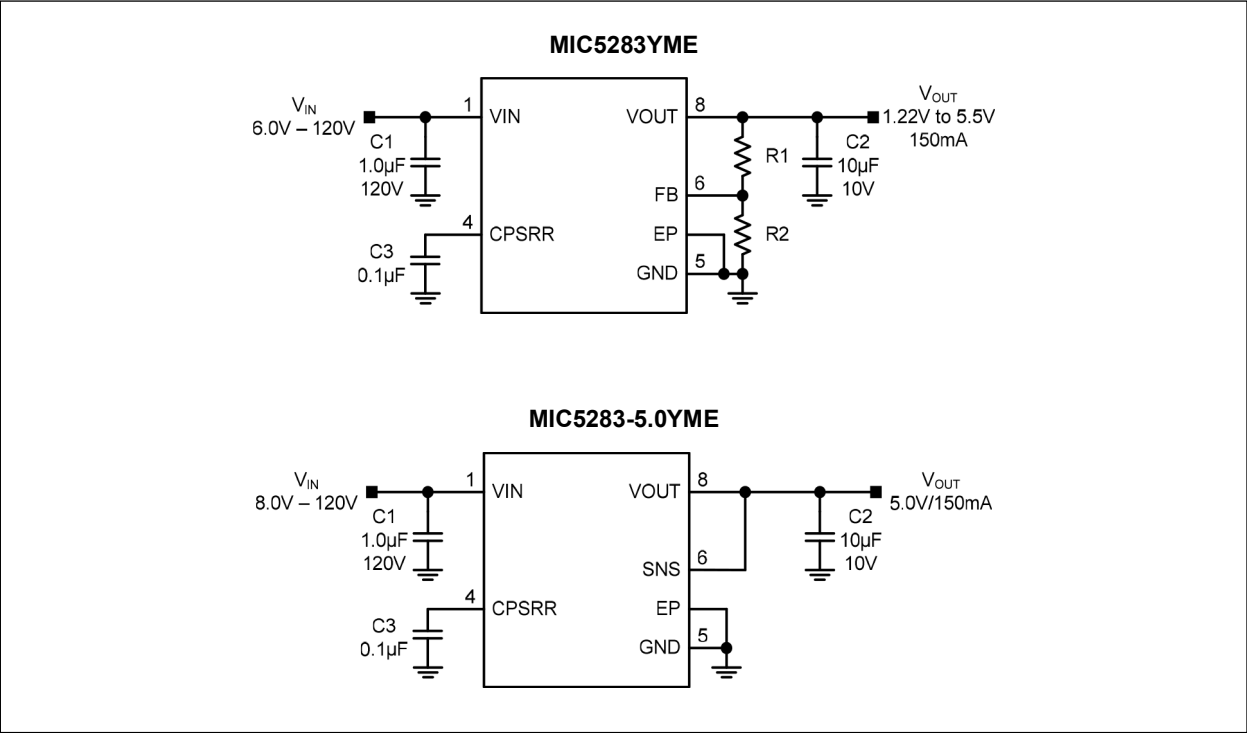 MIC5283YME
VIN
6.0V – 120V
C1
1.0µF
120V
1
VIN
4
CPSRR
C3
0.1µF
VOUT
8
FB
6
EP
GND
5
R1
R2
C2
10µF
10V
VOUT
1.22V to 5.5V
150mA
MIC5283-5.0YME
VIN
8.0V – 120V
C1
1.0µF
120V
1
VIN
4
CPSRR
C3
0.1µF
VOUT
8
SNS
6
EP
GND
5
C2
10µF
10V
VOUT
5.0V/150mA